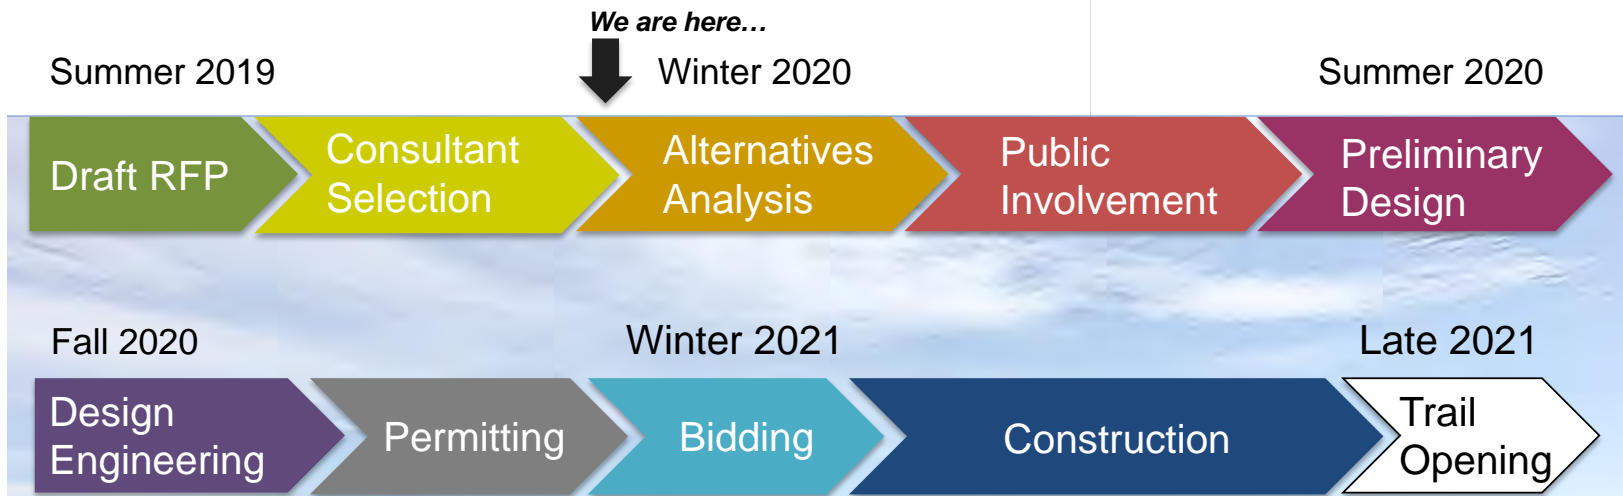 We are here…
Summer 2019
Winter 2020
Summer 2020
Draft RFP
Consultant
Selection
Alternatives
Analysis
Public
Involvement
Preliminary
Design
Fall 2020
Winter 2021
Late 2021
Design
Engineering
Permitting
Bidding
Construction
Trail
Opening